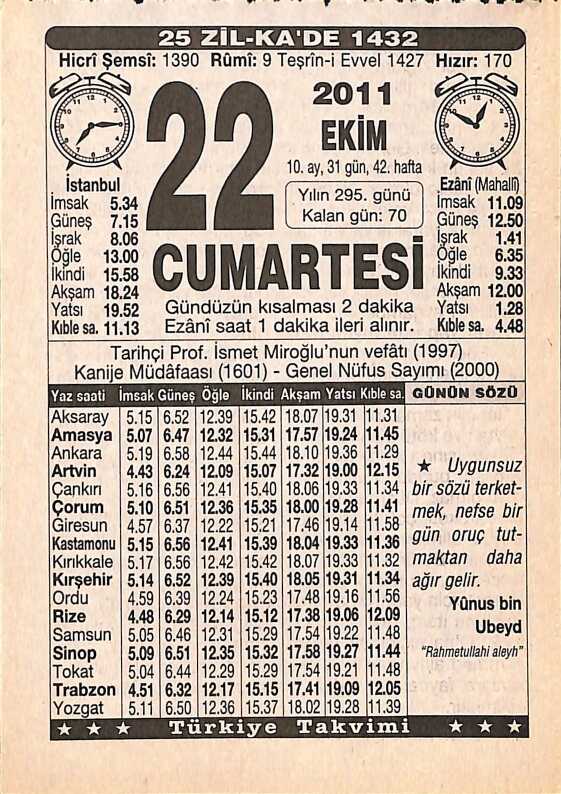 25 ZİL-KA'DE 1432
Hicrî Şemsî: 1390 Rûmî: 9 Teşrîn-i Evvel 1427 Hızır: 170
22
2011
EKİM
10. ay, 31 gün, 42. hafta
Yılın 295. günü
Kalan gün: 70
CUMARTESİ
Gündüzün kısalması 2 dakika
Ezânî saat 1 dakika ileri alınır.
İstanbul
İmsak 5.34
Güneş 7.15
İşrak 8.06
Öğle 13.00
İkindi 15.58
Akşam 18.24
Yatsı 19.52
Kıble sa. 11.13
Ezânî (Mahallî)
İmsak 11.09
Güneş 12.50
İşrak 1.41
Öğle 6.35
İkindi 9.33
Akşam 12.00
Yatsı 1.28
Kıble sa. 4.48
Tarihçi Prof. İsmet Miroğlu'nun vefâtı (1997)
Kanije Müdâfaası (1601) - Genel Nüfus Sayımı (2000)
Yaz saati İmsak Güneş Öğle İkindi Akşam Yatsı Kıble sa.
Aksaray 5.15 6.52 12.39 15.42 18.07 19.31 11.31
Amasya 5.07 6.47 12.32 15.31 17.57 19.24 11.45
Ankara 5.19 6.58 12.44 15.44 18.10 19.36 11.29
Artvin 4.43 6.24 12.09 15.07 17.32 19.00 12.15
Çankırı 5.16 6.56 12.41 15.40 18.06 19.33 11.34
Çorum 5.10 6.51 12.36 15.35 18.00 19.28 11.41
Giresun 4.57 6.37 12.22 15.21 17.46 19.14 11.58
Kastamonu 5.15 6.56 12.41 15.39 18.04 19.33 11.36
Kırıkkale 5.17 6.56 12.42 15.42 18.07 19.33 11.32
Kırşehir 5.14 6.52 12.39 15.40 18.05 19.31 11.34
Ordu 4.59 6.39 12.24 15.23 17.48 19.16 11.56
Rize 4.48 6.29 12.14 15.12 17.38 19.06 12.09
Samsun 5.05 6.46 12.31 15.29 17.54 19.22 11.48
Sinop 5.09 6.51 12.35 15.32 17.58 19.27 11.44
Tokat 5.04 6.44 12.29 15.29 17.54 19.21 11.48
Trabzon 4.51 6.32 12.17 15.15 17.41 19.09 12.05
Yozgat 5.11 6.50 12.36 15.37 18.02 19.28 11.39
GÜNÜN SÖZÜ
★ Uygunsuz
bir sözü terket-
mek, nefse bir
gün oruç tut-
maktan daha
ağır gelir.
Yûnus bin
Ubeyd
"Rahmetullahi aleyh"
★ ★ ★ Türkiye Takvimi ★ ★ ★